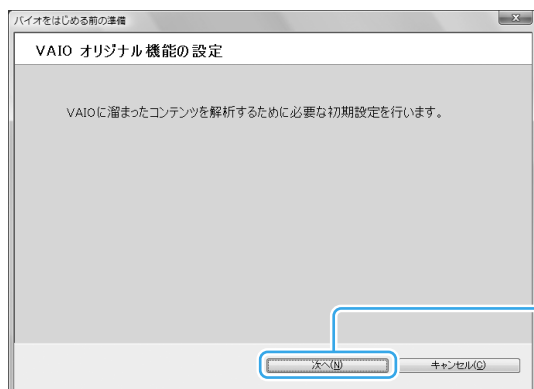 バイオをはじめる前の準備
VAIO オリジナル機能の設定
VAIOに溜まったコンテンツを解析するために必要な初期設定を行います。
次へ(N)
キャンセル(C)